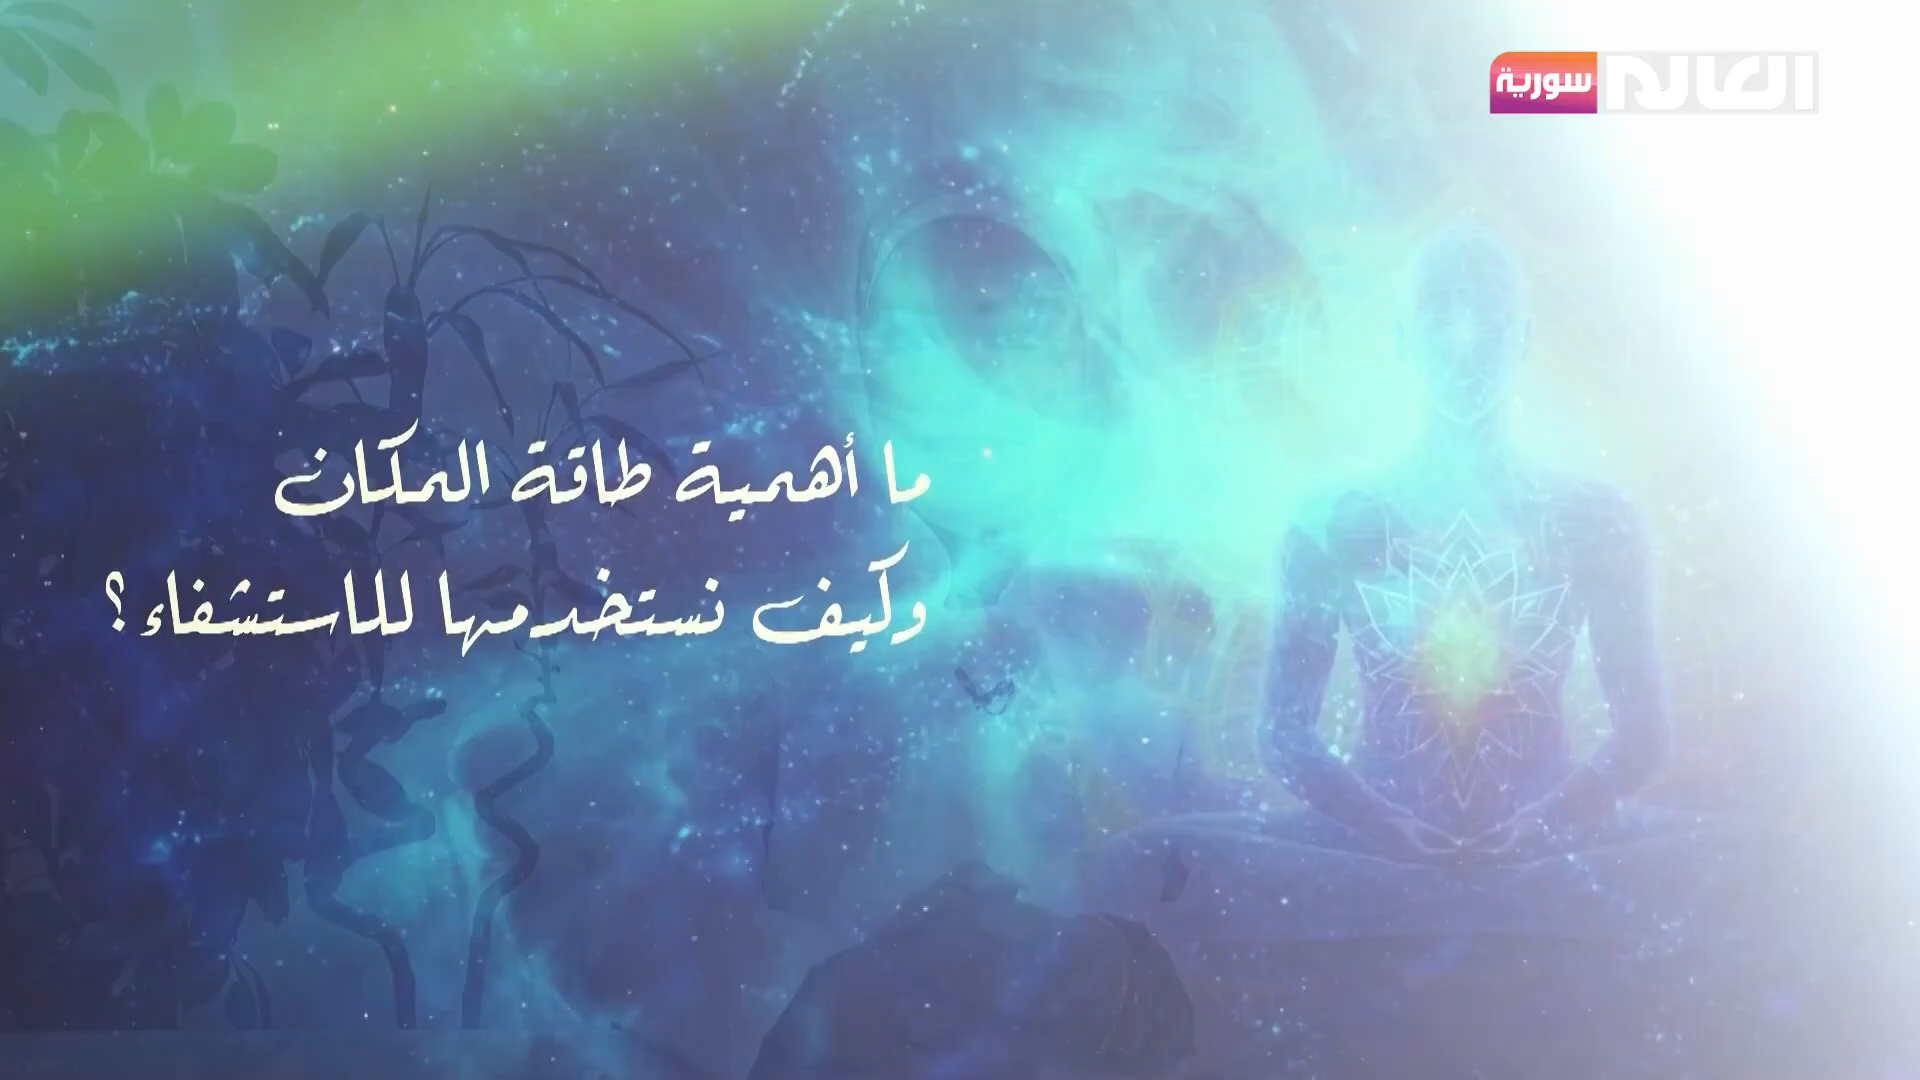 العالم سورية
ما أهمية طاقة المكان
وكيف نستخدمها للاستشفاء؟